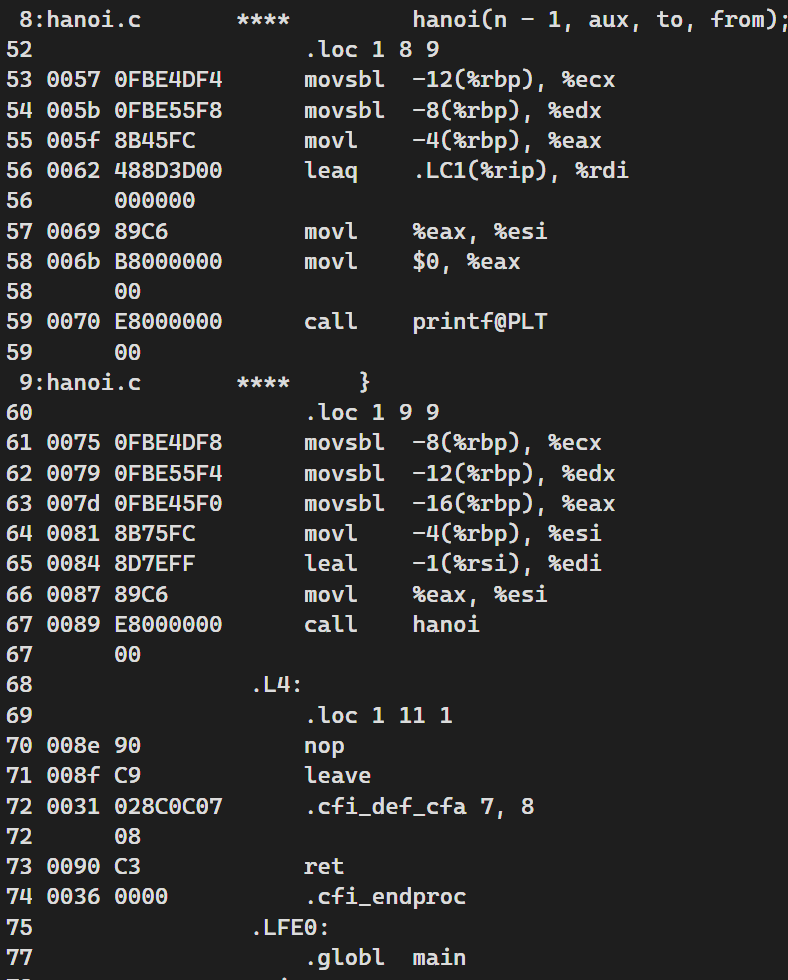 8:hanoi.c       ****         hanoi(n - 1, aux, to, from);
52                    .loc 1 8 9
53 0057 0FBE4DF4      movsbl  -12(%rbp), %ecx
54 005b 0FBE55F8      movsbl  -8(%rbp), %edx
55 005f 8B45FC        movl    -4(%rbp), %eax
56 0062 488D3D00      leaq    .LC1(%rip), %rdi
56      000000
57 0069 89C6          movl    %eax, %esi
58 006b B8000000      movl    $0, %eax
58      00
59 0070 E8000000      call    printf@PLT
59      00
9:hanoi.c       ****     }
60                    .loc 1 9 9
61 0075 0FBE4DF8      movsbl  -8(%rbp), %ecx
62 0079 0FBE55F4      movsbl  -12(%rbp), %edx
63 007d 0FBE45F0      movsbl  -16(%rbp), %eax
64 0081 8B75FC        movl    -4(%rbp), %esi
65 0084 8D7EFF        leal    -1(%rsi), %edi
66 0087 89C6          movl    %eax, %esi
67 0089 E8000000      call    hanoi
67      00
68                .L4:
69                    .loc 1 11 1
70 008e 90            nop
71 008f C9            leave
72 0031 028C0C07      .cfi_def_cfa 7, 8
72      08
73 0090 C3            ret
74 0036 0000          .cfi_endproc
75                .LFE0:
77                    .globl  main